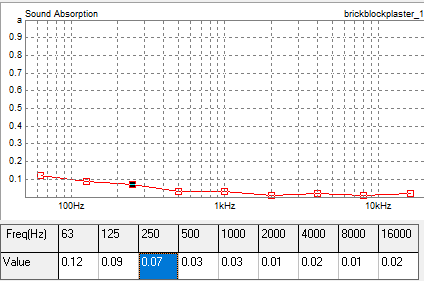 Sound Absorption brickblockplaster_1
a
0.9
0.8
0.7
0.6
0.5
0.4
0.3
0.2
0.1
100Hz 1kHz 10kHz
Freq(Hz) 63 125 250 500 1000 2000 4000 8000 16000
Value 0.12 0.09 0.07 0.03 0.03 0.01 0.02 0.01 0.02